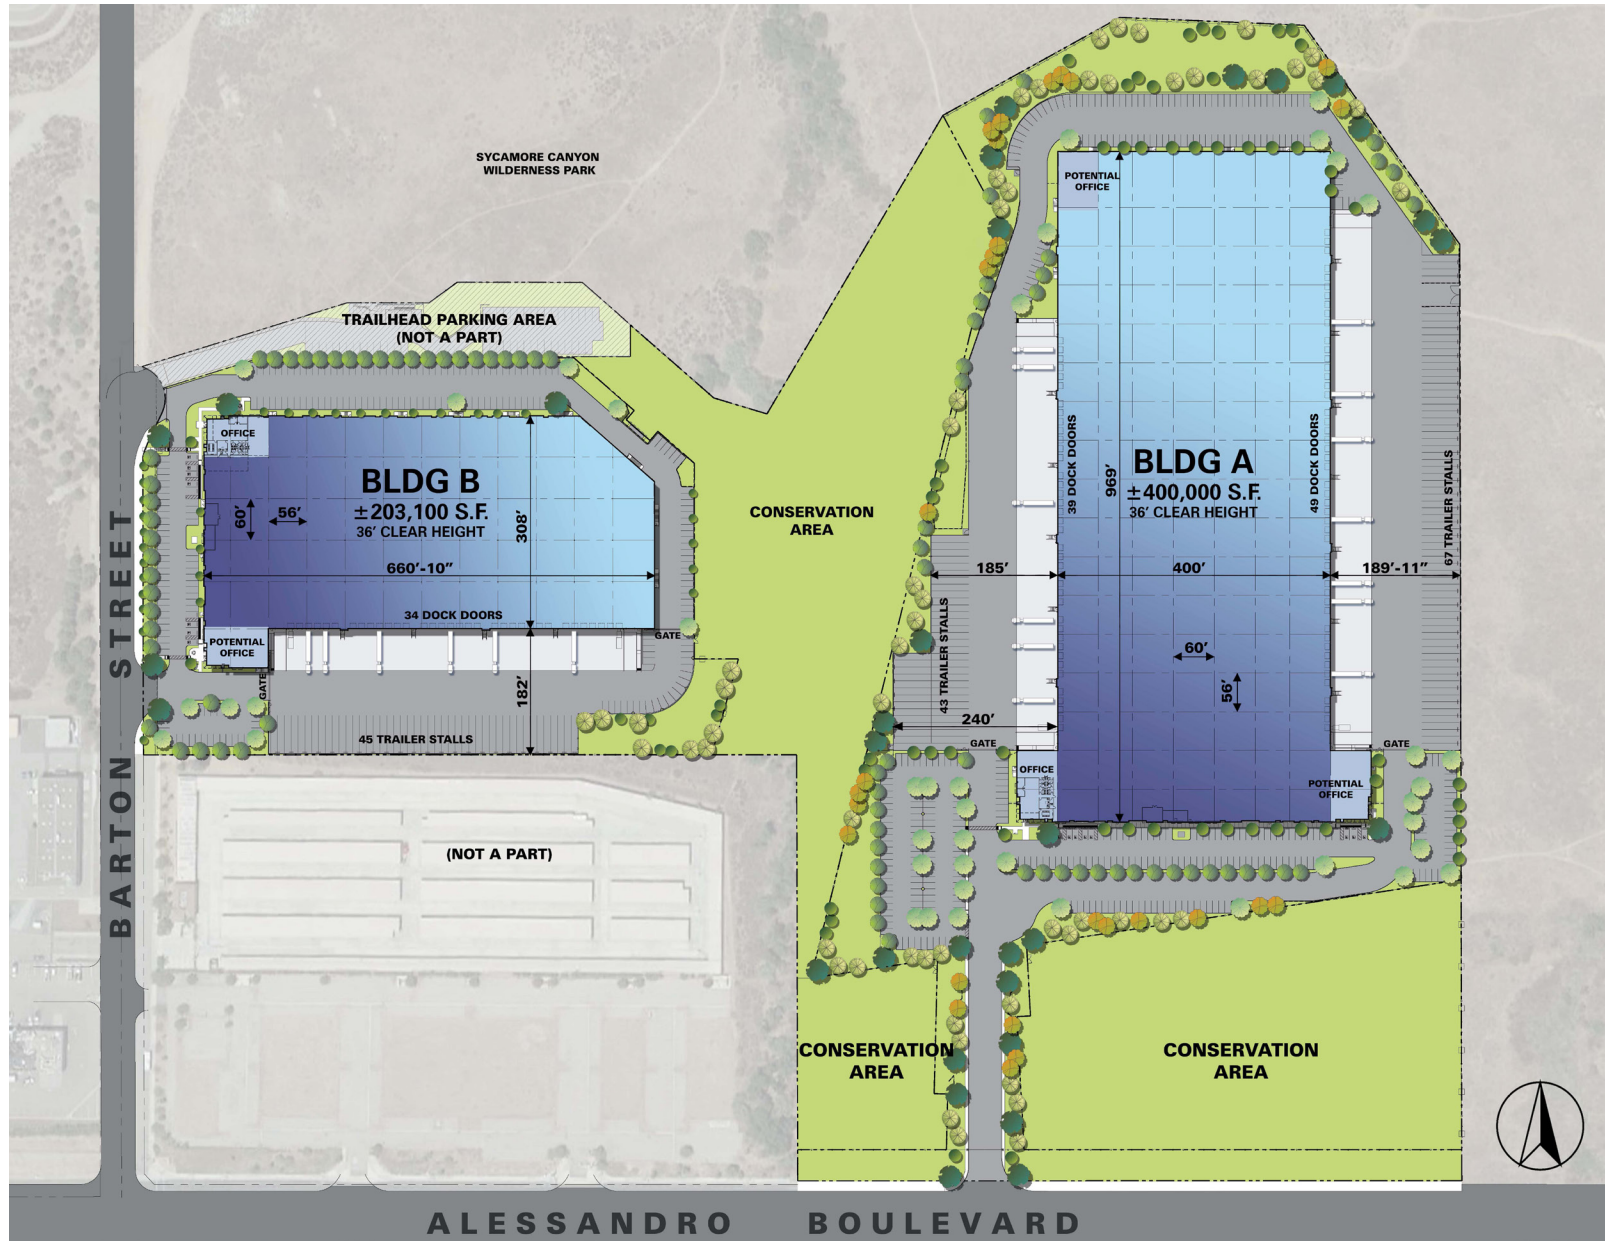 SYCAMORE CANYON
WILDERNESS PARK
TRAILHEAD PARKING AREA
(NOT A PART)
OFFICE
BLDG B
±203,100 S.F.
36’ CLEAR HEIGHT
60’
56’
308’
660’-10”
34 DOCK DOORS
POTENTIAL
OFFICE
GATE
GATE
182’
45 TRAILER STALLS
(NOT A PART)
BARTON STREET
CONSERVATION
AREA
POTENTIAL
OFFICE
39 DOCK DOORS
969’
BLDG A
±400,000 S.F.
36’ CLEAR HEIGHT
49 DOCK DOORS
67 TRAILER STALLS
185’
400’
189’-11”
43 TRAILER STALLS
60’
56’
240’
GATE
GATE
OFFICE
POTENTIAL
OFFICE
CONSERVATION
AREA
CONSERVATION
AREA
ALESSANDRO BOULEVARD